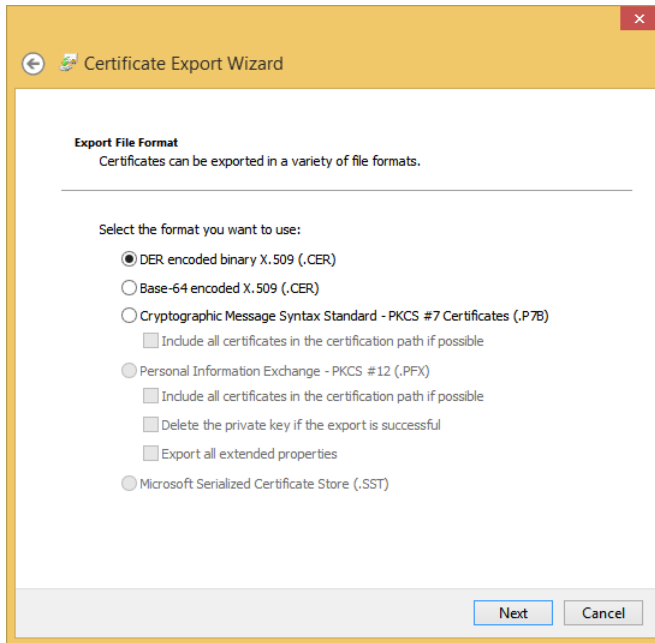 Certificate Export Wizard
Export File Format
Certificates can be exported in a variety of file formats.
Select the format you want to use:
DER encoded binary X.509 (.CER)
Base-64 encoded X.509 (.CER)
Cryptographic Message Syntax Standard - PKCS #7 Certificates (.P7B)
Include all certificates in the certification path if possible
Personal Information Exchange - PKCS #12 (.PFX)
Include all certificates in the certification path if possible
Delete the private key if the export is successful
Export all extended properties
Microsoft Serialized Certificate Store (.SST)
Next Cancel